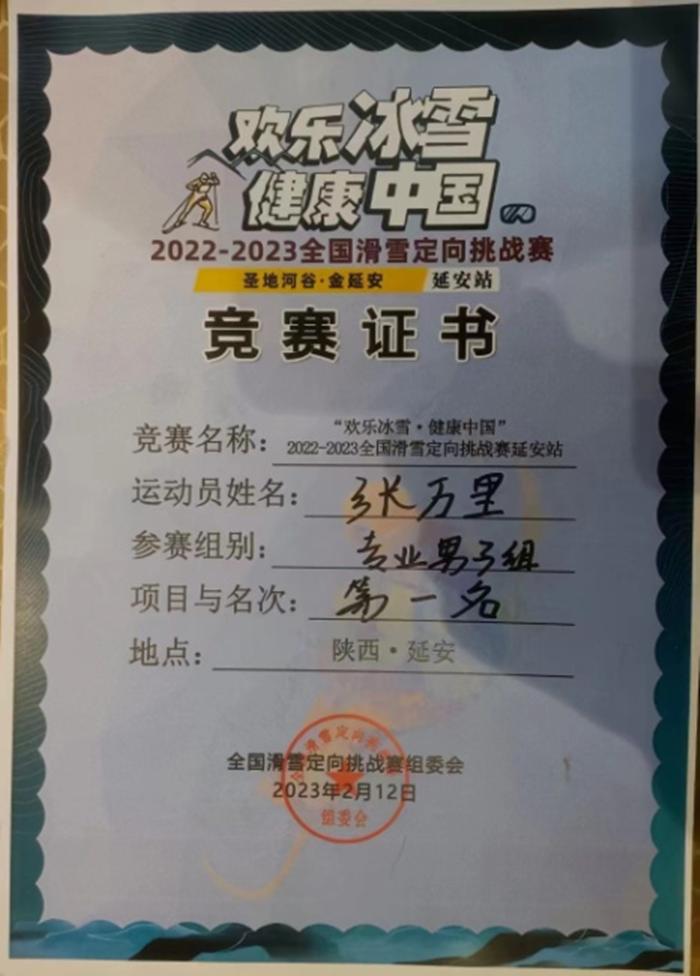 欢乐冰雪
健康中国
2022-2023全国滑雪定向挑战赛
圣地河谷·金延安 延安站
竞赛证书
竞赛名称： “欢乐冰雪·健康中国”
2022-2023全国滑雪定向挑战赛延安站
运动员姓名： 张万里
参赛组别： 专业男子组
项目与名次： 第一名
地点： 陕西·延安
全国滑雪定向挑战赛组委会
2023年2月12日
组委会